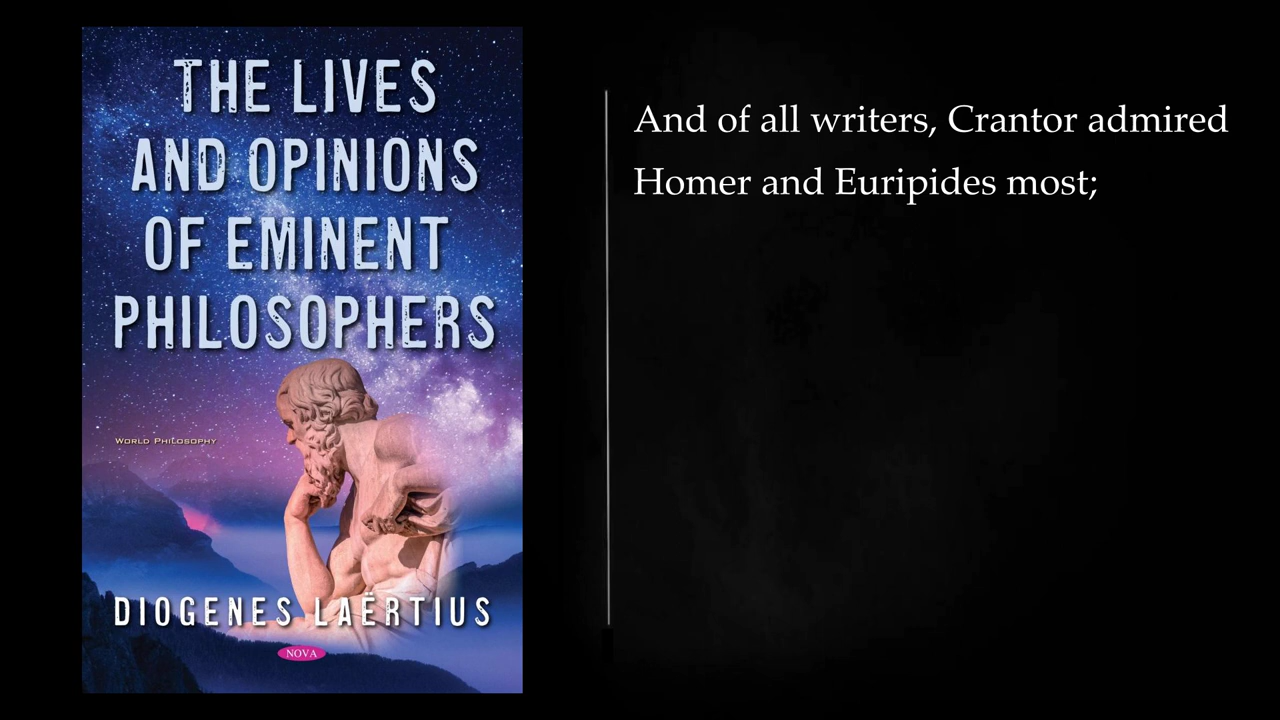 THE LIVES
AND OPINIONS
OF EMINENT
PHILOSOPHERS
WORLD PHILOSOPHY
DIOGENES LAËRTIUS
NOVA
And of all writers, Crantor admired
Homer and Euripides most;